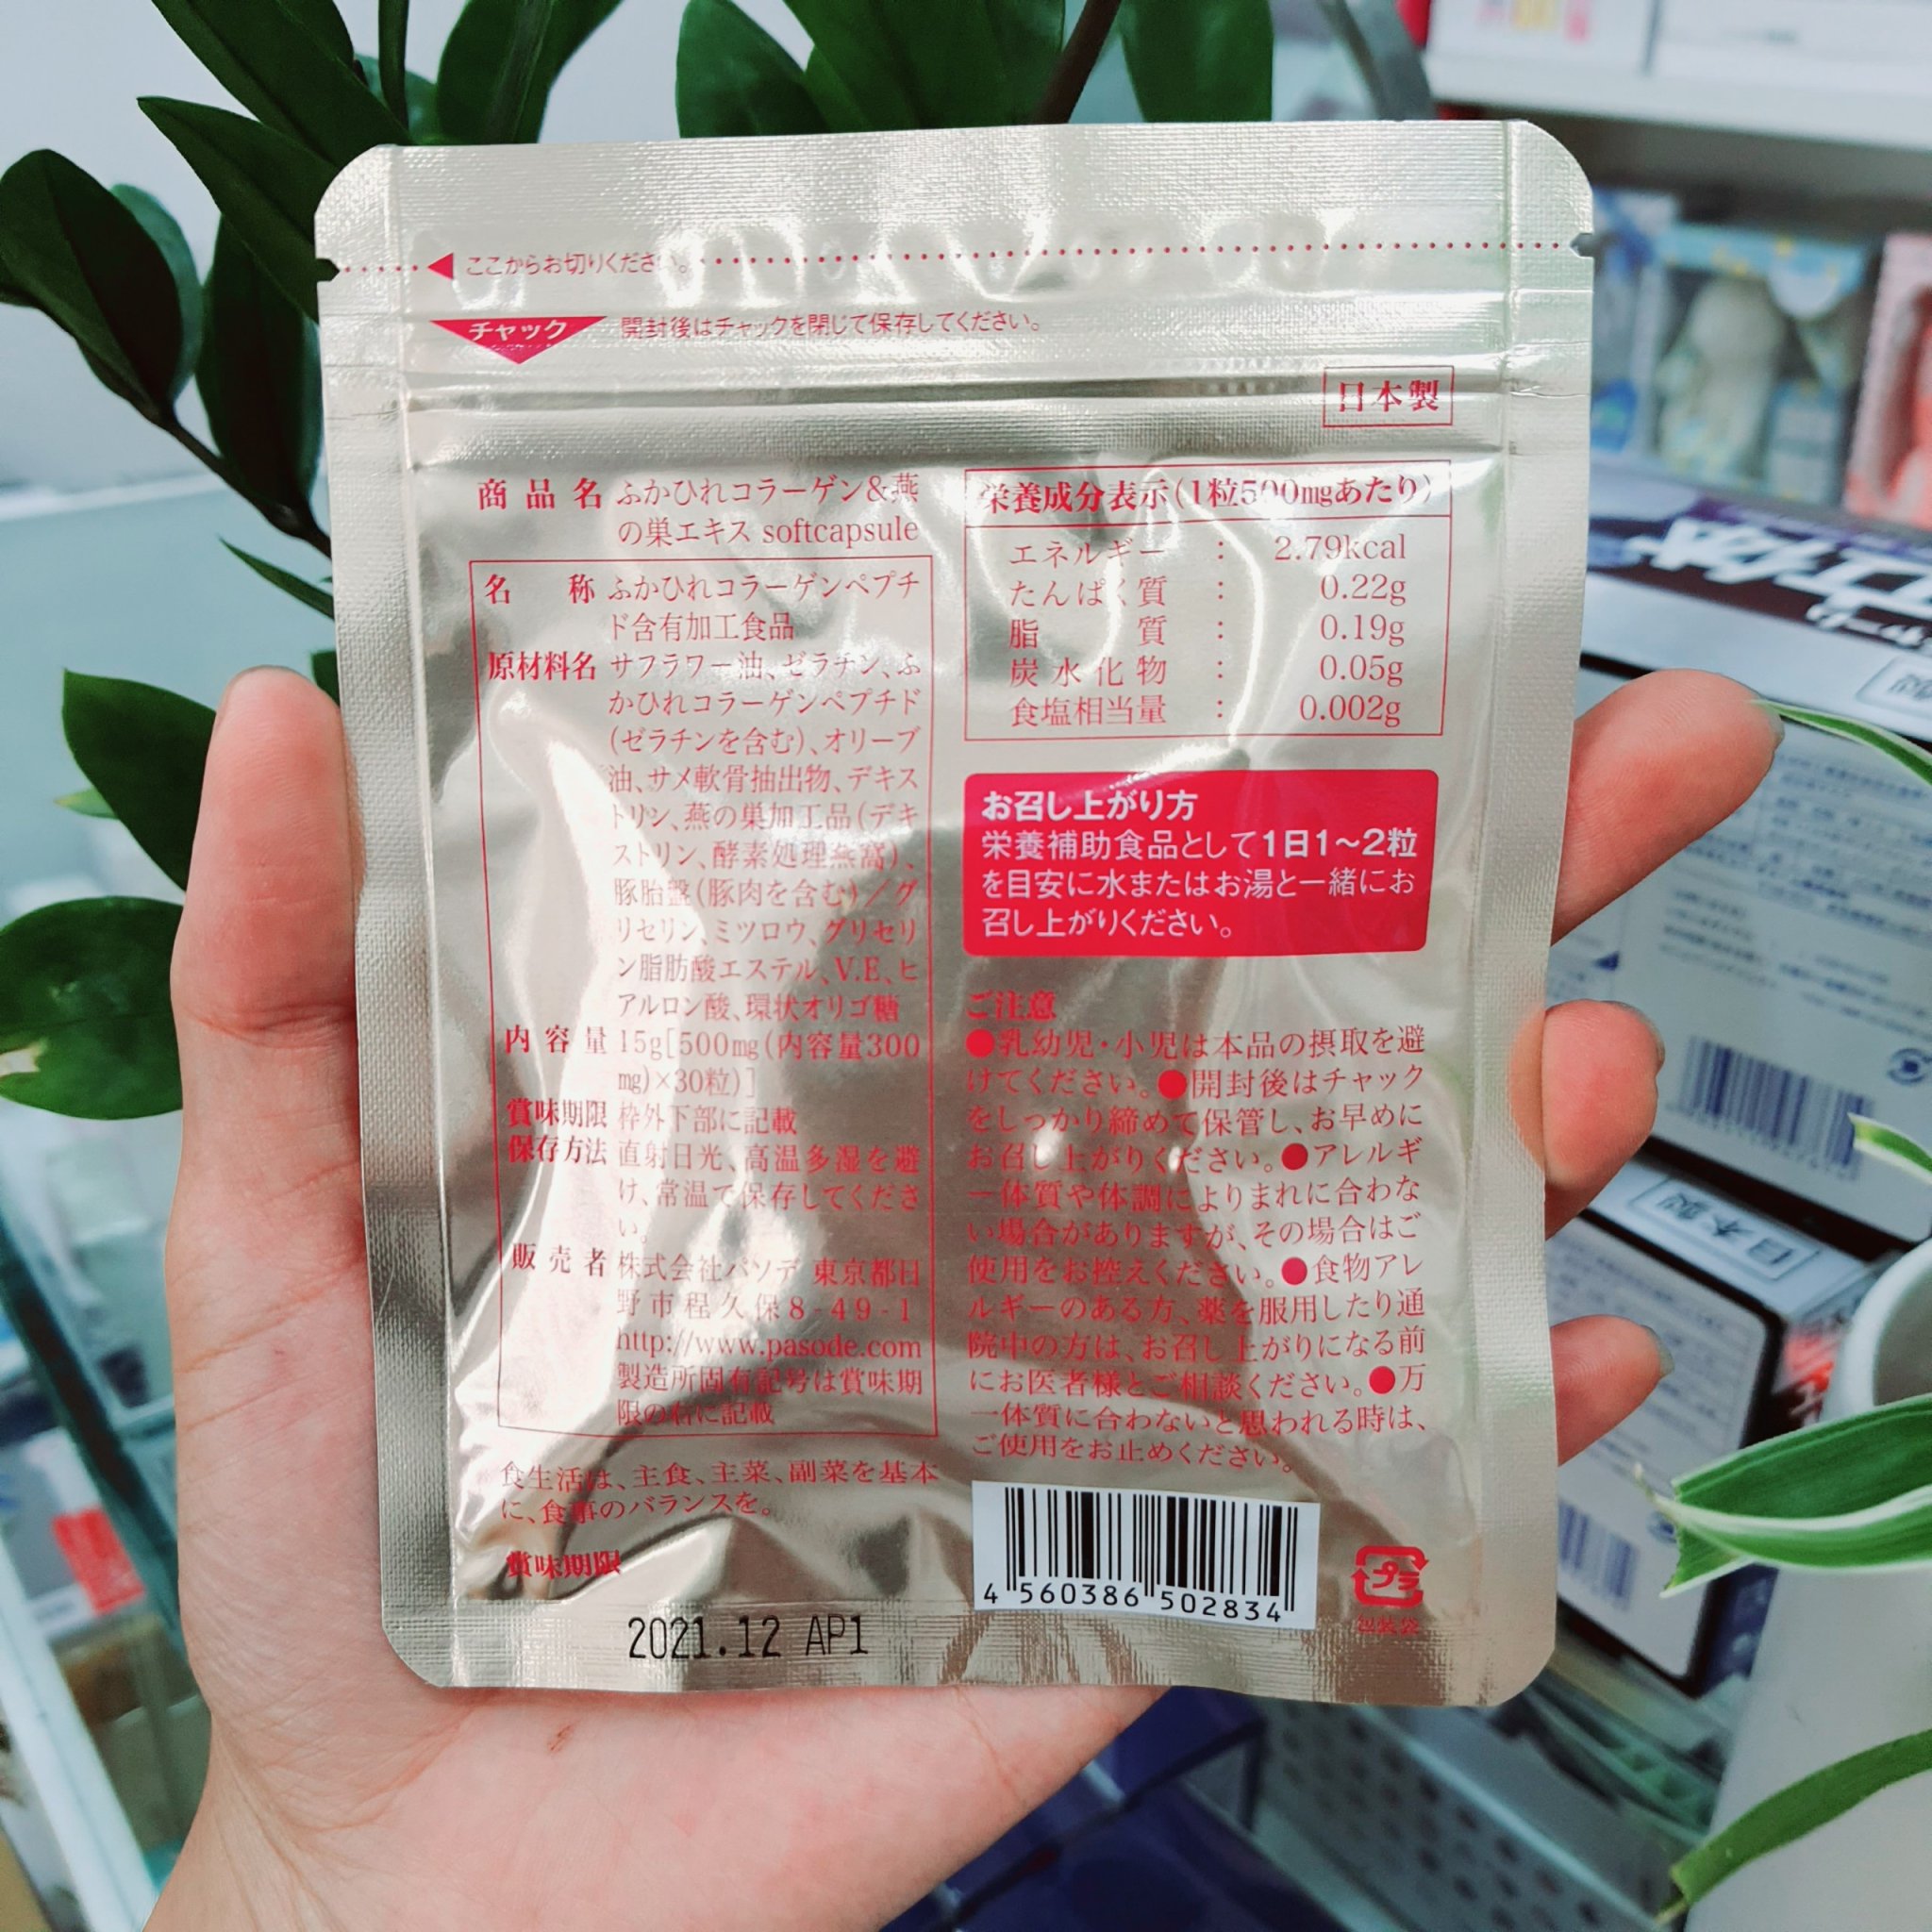 ここからお切りください。
チャック 開封後はチャックを閉じて保存してください。
日本製
商品名 ふかひれコラーゲン&燕
の巣エキス softcapsule
名 称 ふかひれコラーゲンペプチ
ド含有加工食品
原材料名 サフラワー油、ゼラチン、ふ
かひれコラーゲンペプチド
(ゼラチンを含む)、オリーブ
油、サメ軟骨抽出物、デキス
トリン、燕の巣加工品(デキ
ストリン、酵素処理燕窩)、
豚胎盤(豚肉を含む)/グ
リセリン、ミツロウ、グリセリ
ン脂肪酸エステル、V.E、ヒ
アルロン酸、環状オリゴ糖
内容量 15g[500mg(内容量300
mg)×30粒)]
賞味期限 枠外下部に記載
保存方法 直射日光、高温多湿を避
け、常温で保存してくださ
い。
販売者 株式会社パソデ 東京都日
野市程久保8-49-1
http://www.pasode.com
製造所固有記号は賞味期
限の右に記載
食生活は、主食、主菜、副菜を基本
に、食事のバランスを。
賞味期限
2021.12 AP1
栄養成分表示(1粒500mgあたり)
エネルギー : 2.79kcal
たんぱく質 : 0.22g
脂質 : 0.19g
炭水化物 : 0.05g
食塩相当量 : 0.002g
お召し上がり方
栄養補助食品として1日1~2粒
を目安に水またはお湯と一緒にお
召し上がりください。
ご注意
●乳幼児・小児は本品の摂取を避
けてください。●開封後はチャック
をしっかり締めて保管し、お早めに
お召し上がりください。●アレルギ
ー体質や体調によりまれに合わな
い場合がありますが、その場合はご
使用をお控えください。●食物アレ
ルギーのある方、薬を服用したり通
院中の方は、お召し上がりになる前
にお医者様とご相談ください。●万
一体質に合わないと思われる時は、
ご使用をお止めください。
4 560386 502834
プラ
包装袋
日本製